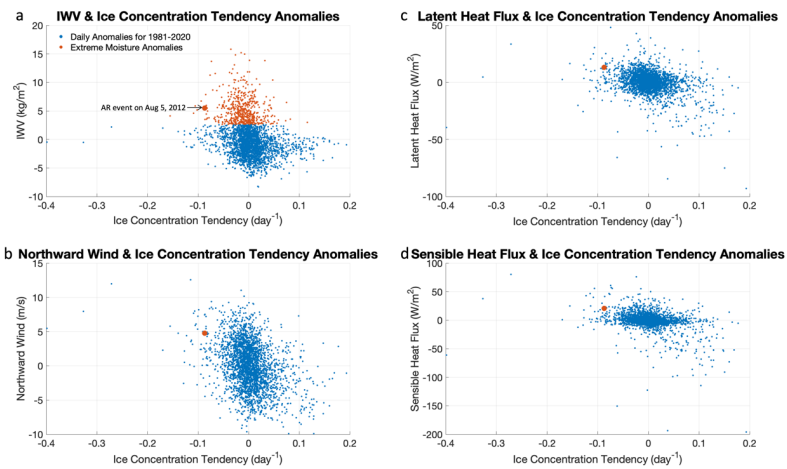 a
IWV & Ice Concentration Tendency Anomalies
Daily Anomalies for 1981-2020
Extreme Moisture Anomalies
AR event on Aug 5, 2012
IWV (kg/m²)
20
15
10
5
0
-5
-10
-0.4 -0.3 -0.2 -0.1 0 0.1 0.2
Ice Concentration Tendency (day⁻¹)
c
Latent Heat Flux & Ice Concentration Tendency Anomalies
Latent Heat Flux (W/m²)
50
0
-50
-100
-0.4 -0.3 -0.2 -0.1 0 0.1 0.2
Ice Concentration Tendency (day⁻¹)
b
Northward Wind & Ice Concentration Tendency Anomalies
Northward Wind (m/s)
15
10
5
0
-5
-10
-0.4 -0.3 -0.2 -0.1 0 0.1 0.2
Ice Concentration Tendency (day⁻¹)
d
Sensible Heat Flux & Ice Concentration Tendency Anomalies
Sensible Heat Flux (W/m²)
100
50
0
-50
-100
-150
-200
-0.4 -0.3 -0.2 -0.1 0 0.1 0.2
Ice Concentration Tendency (day⁻¹)